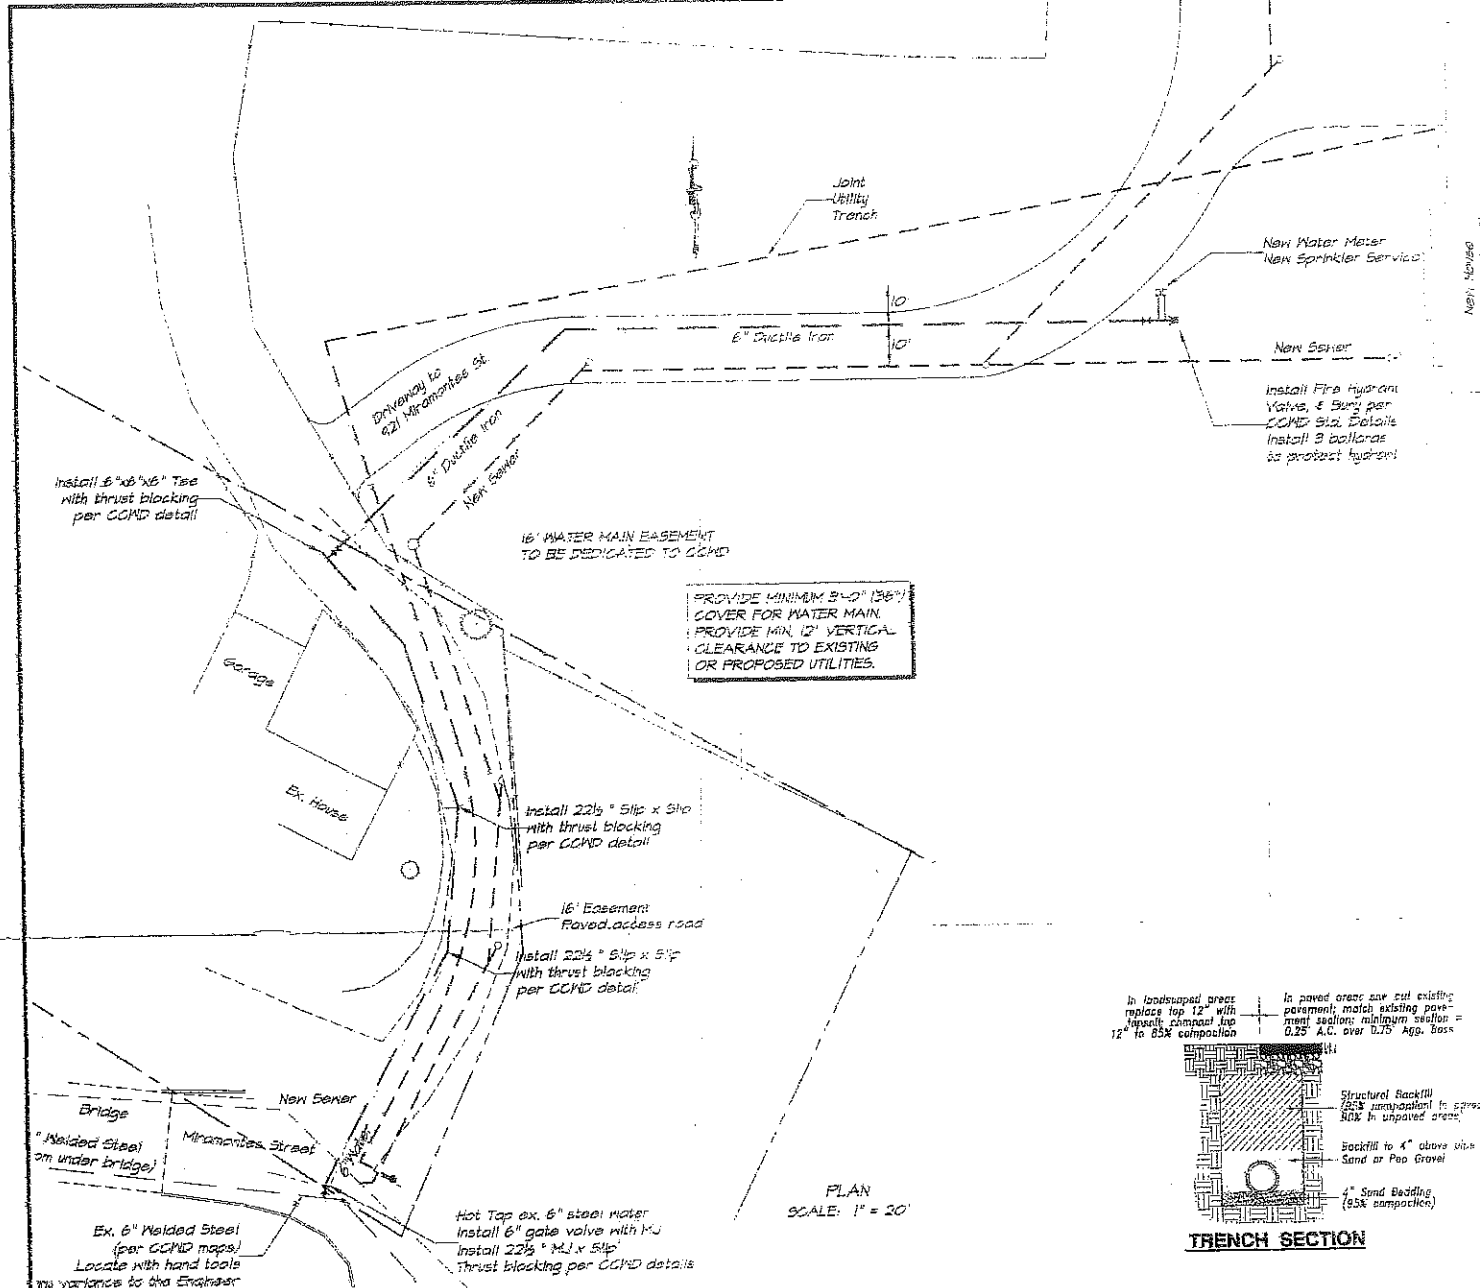 Joint
Utility
Trench
New Water Meter
New Sprinkler Service
New House
10'
6" Ductile Iron
10'
New Sewer
Driveway to
621 Miramontes St.
6" Ductile Iron
New Sewer
Install Fire Hydrant
Valve, & Bury per
CCWD Std. Details
Install 3 bollards
to protect hydrant
Install 6"x6"x6" Tee
with thrust blocking
per CCWD detail
16' WATER MAIN EASEMENT
TO BE DEDICATED TO CCWD
PROVIDE MINIMUM 3'-0" (36")
COVER FOR WATER MAIN.
PROVIDE MIN. 12" VERTICAL
CLEARANCE TO EXISTING
OR PROPOSED UTILITIES.
Garage
Ex. House
Install 22½ ° Slip x Slip
with thrust blocking
per CCWD detail
16' Easement
Paved access road
Install 22½ ° Slip x Slip
with thrust blocking
per CCWD detail
In landscaped areas
replace top 12" with
topsoil; compact top
12" to 85% compaction
In paved areas saw cut existing
pavement; match existing pave-
ment section; minimum section =
0.25' A.C. over 0.75' Agg. Base
Structural Backfill
(95% compaction in paved
90% in unpaved areas)
Backfill to 4" above pipe
Sand or Pea Gravel
4" Sand Bedding
(95% compaction)
TRENCH SECTION
New Sewer
Bridge
" Welded Steel
om under bridge)
Miramontes Street
6" Water
PLAN
SCALE: 1" = 20'
Ex. 6" Welded Steel
(per CCWD maps)
Locate with hand tools
variance to the Engineer
Hot Tap ex. 6" steel water
Install 6" gate valve with MJ
Install 22½ ° MJ x Slip
Thrust blocking per CCWD details